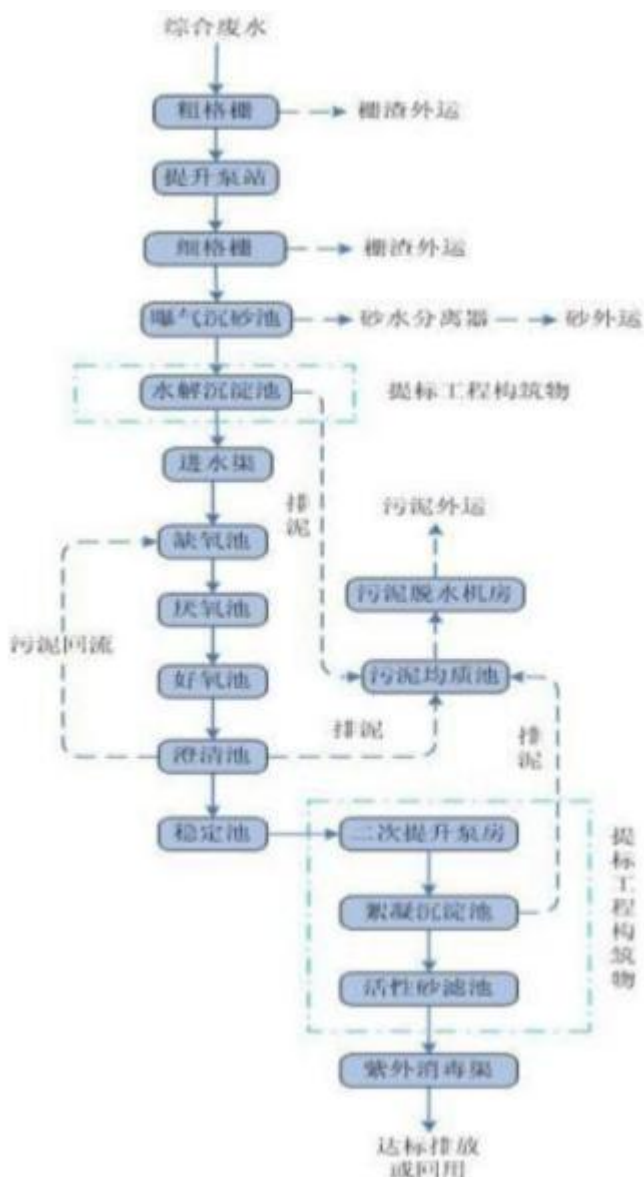 综合废水
粗格栅
栅渣外运
提升泵站
细格栅
栅渣外运
曝气沉砂池
砂水分离器
砂外运
水解沉淀池
提标工程构筑物
进水渠
排泥
污泥外运
缺氧池
污泥脱水机房
厌氧池
污泥回流
污泥均质池
好氧池
排泥
排泥
澄清池
稳定池
二次提升泵房
提标工程构筑物
絮凝沉淀池
活性砂滤池
紫外消毒渠
达标排放
或回用